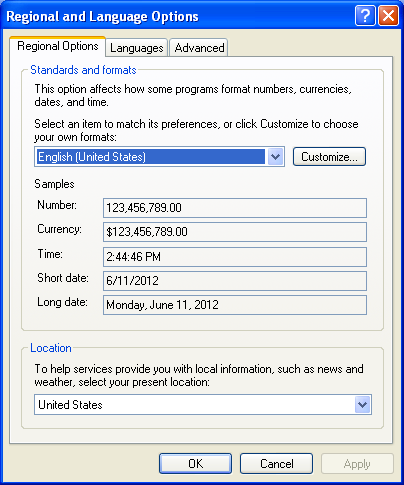 Regional and Language Options
Regional Options Languages Advanced
Standards and formats
This option affects how some programs format numbers, currencies,
dates, and time.
Select an item to match its preferences, or click Customize to choose
your own formats:
English (United States) Customize...
Samples
Number: 123,456,789.00
Currency: $123,456,789.00
Time: 2:44:46 PM
Short date: 6/11/2012
Long date: Monday, June 11, 2012
Location
To help services provide you with local information, such as news and
weather, select your present location:
United States
OK Cancel Apply